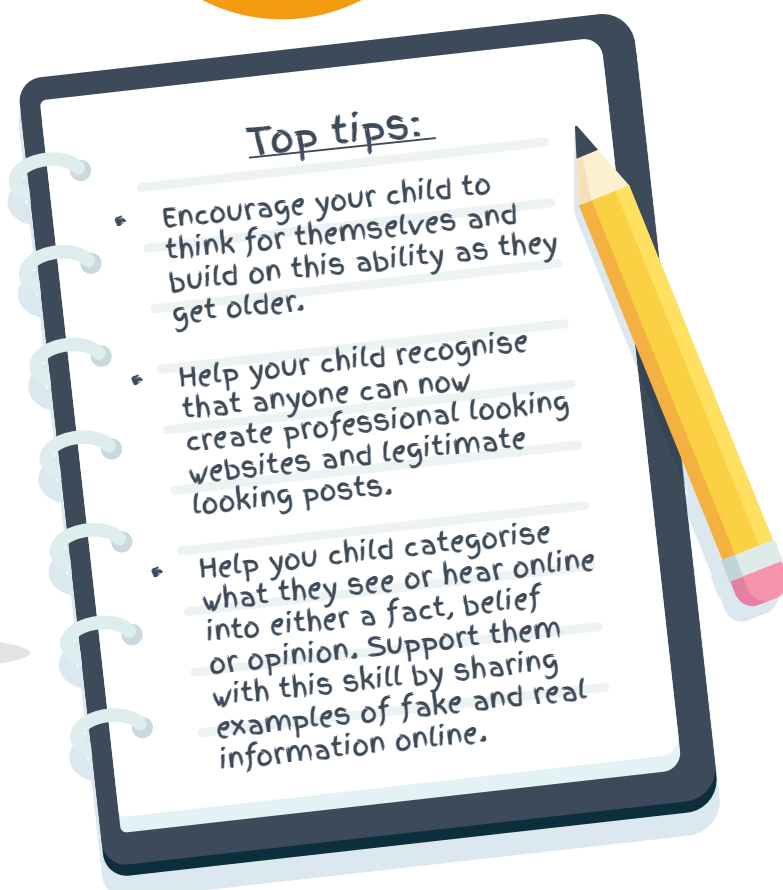 Top tips:
Encourage your child to
think for themselves and
build on this ability as they
get older.
Help your child recognise
that anyone can now
create professional looking
websites and legitimate
looking posts.
Help you child categorise
what they see or hear online
into either a fact, belief
or opinion. Support them
with this skill by sharing
examples of fake and real
information online.